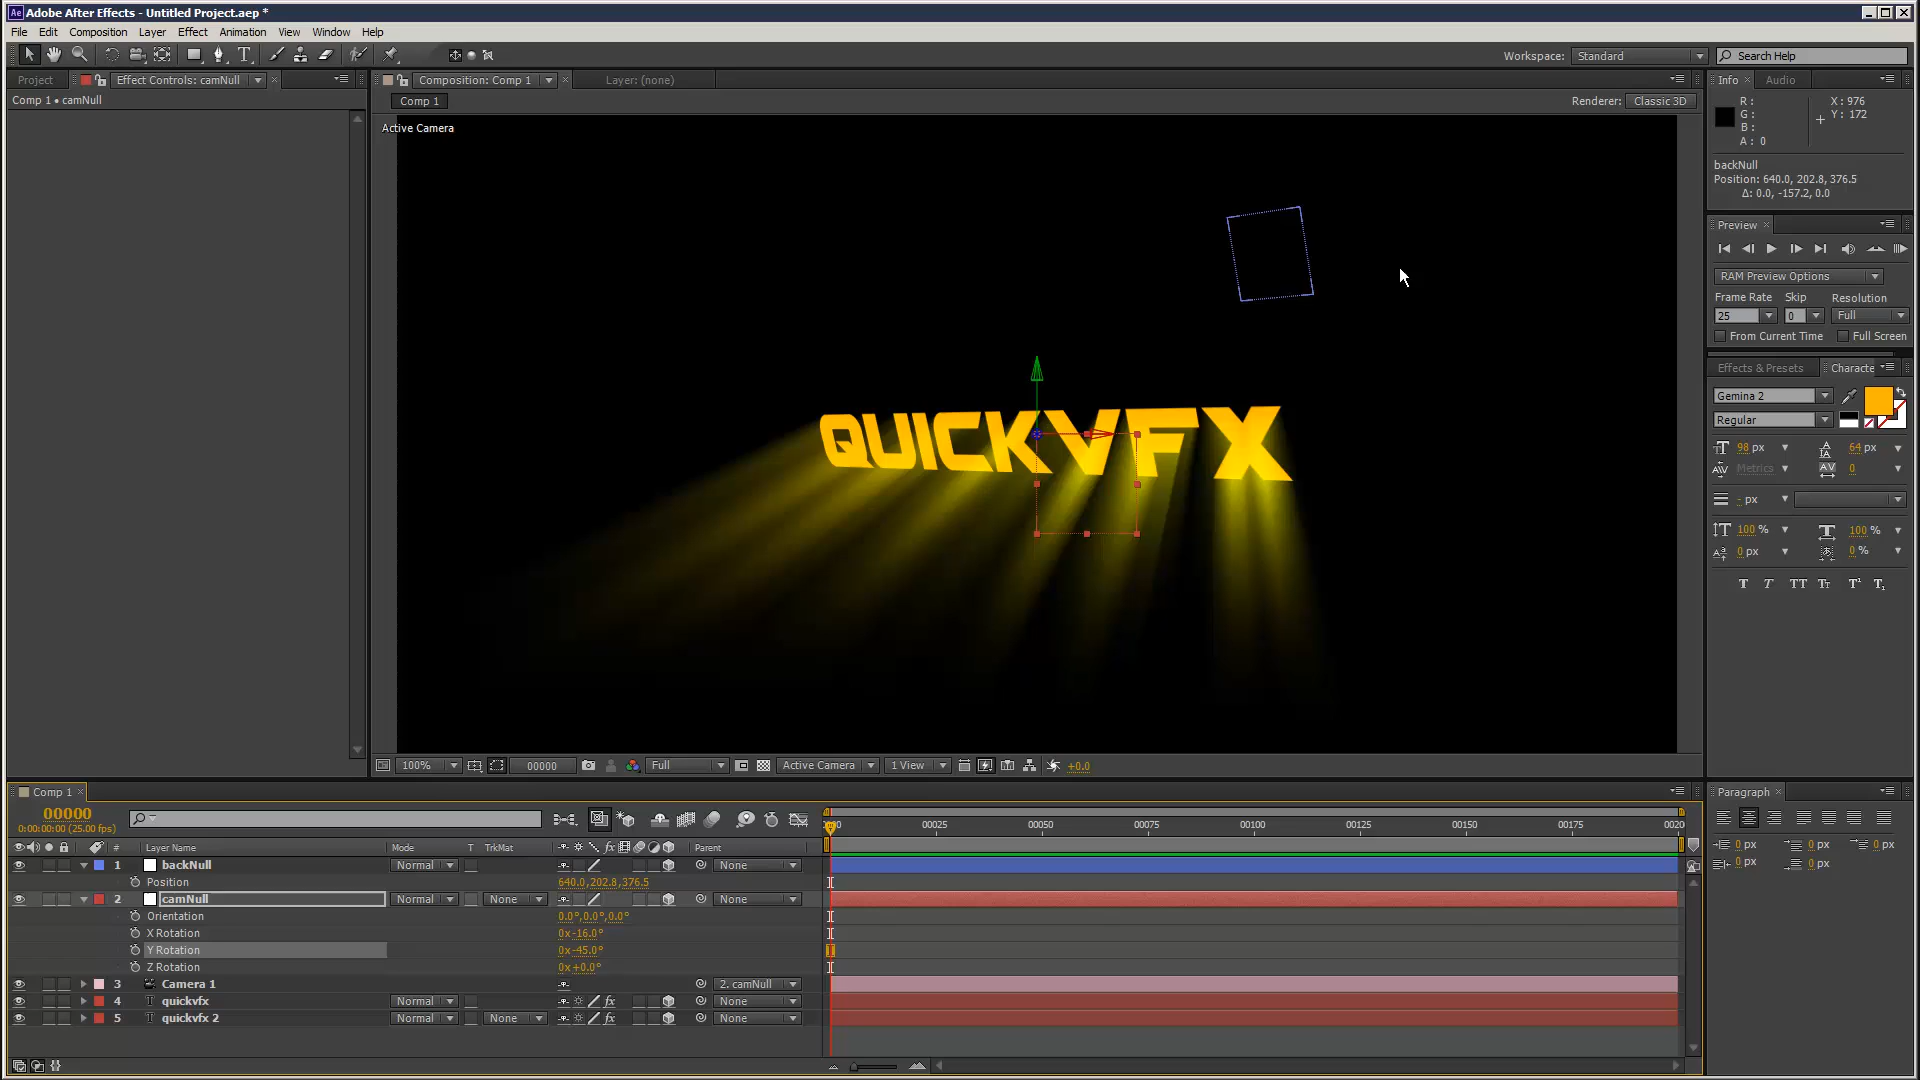 Adobe After Effects - Untitled Project.aep *
File Edit Composition Layer Effect Animation View Window Help
Workspace: Standard Search Help
Project Effect Controls: camNull Composition: Comp 1 Layer: (none) Info Audio
Comp 1 • camNull
Comp 1 Renderer: Classic 3D
Active Camera
R: X: 976
G: Y: 172
B:
A: 0
backNull
Position: 640.0, 202.8, 376.5
Δ: 0.0, -157.2, 0.0
Preview
RAM Preview Options
Frame Rate Skip Resolution
25 0 Full
From Current Time Full Screen
Effects & Presets Characte
Gemina 2
Regular
98 px 64 px
Metrics 0
- px
100 % 100 %
0 px 0 %
T T TT Tt T¹ T₁
QUICKVFX
100% 00000 Full Active Camera 1 View +0.0
Comp 1
00000
0:00:00:00 (25.00 fps)
00025 00050 00075 00100 00125 00150 00175 0020
# Layer Name Mode T TrkMat Parent
1 backNull Normal None
Position 640.0,202.8,376.5
2 camNull Normal None None
Orientation 0.0°,0.0°,0.0°
X Rotation 0x-16.0°
Y Rotation 0x-45.0°
Z Rotation 0x+0.0°
3 Camera 1 2. camNull
4 quickvfx Normal None
5 quickvfx 2 Normal None None
Paragraph
0 px 0 px 0 px
0 px 0 px